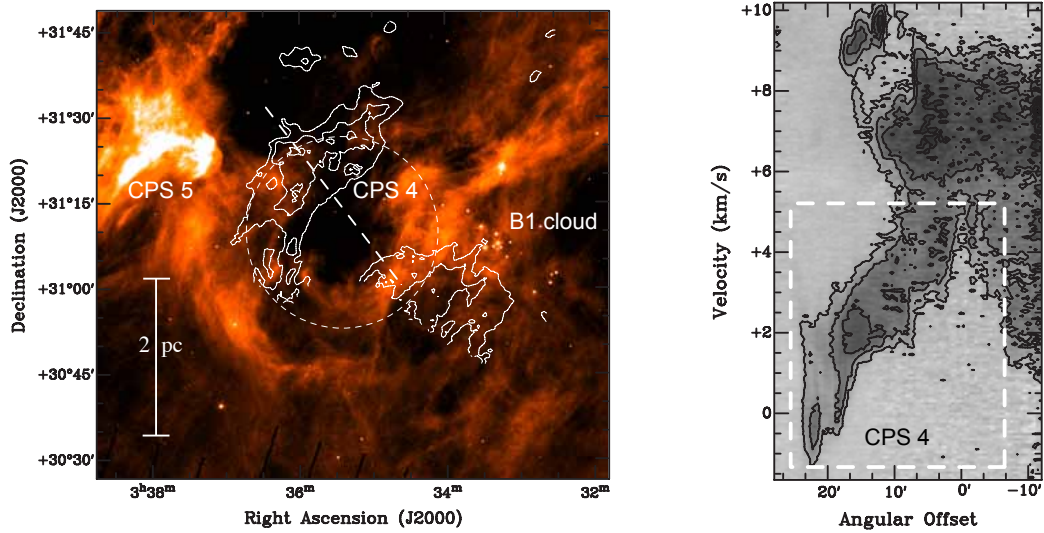 +31°45′
+31°30′
+31°15′
+31°00′
+30°45′
+30°30′
Declination (J2000)
CPS 5
CPS 4
B1 cloud
2 pc
3ʰ38ᵐ
36ᵐ
34ᵐ
32ᵐ
Right Ascension (J2000)
+10
+8
+6
+4
+2
0
Velocity (km/s)
CPS 4
20′
10′
0′
-10′
Angular Offset